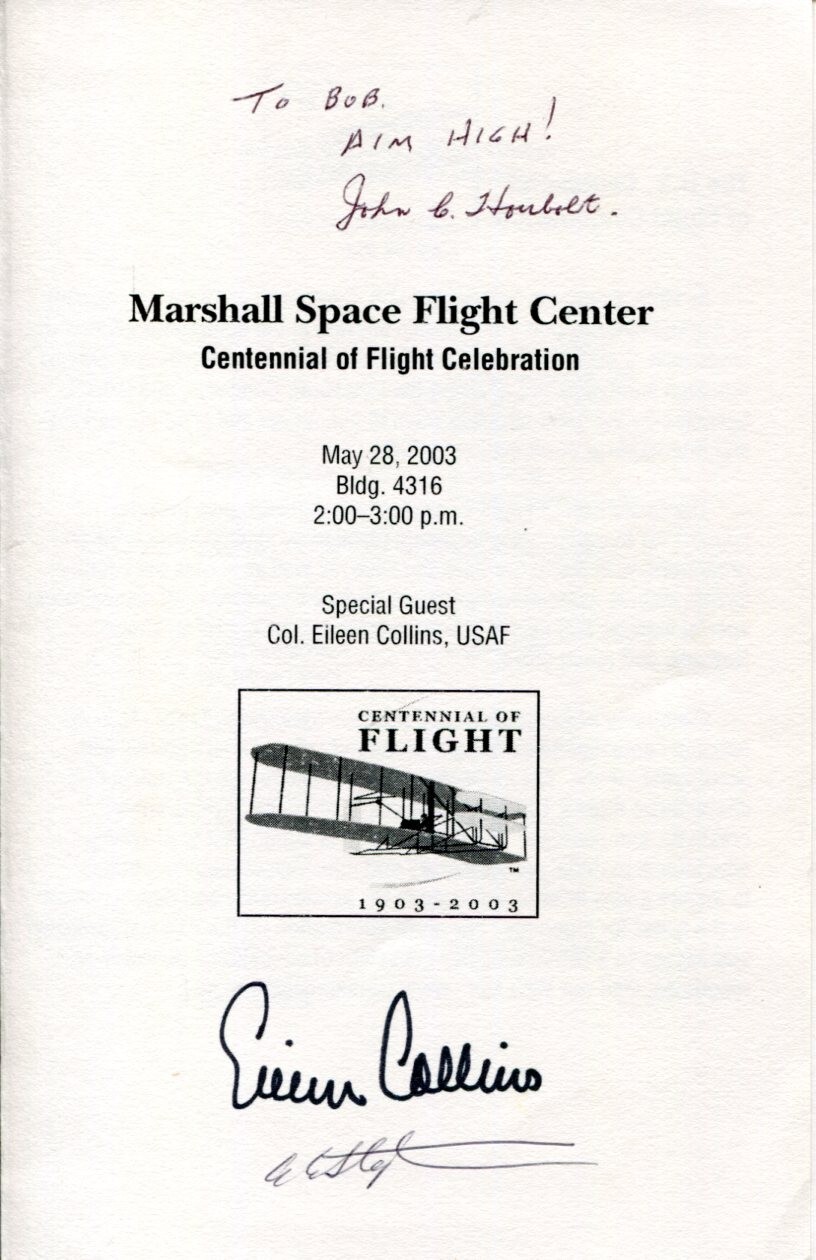 To BOB.
AIM HIGH!
John C. Houbolt.
Marshall Space Flight Center
Centennial of Flight Celebration
May 28, 2003
Bldg. 4316
2:00–3:00 p.m.
Special Guest
Col. Eileen Collins, USAF
CENTENNIAL OF
FLIGHT
TM
1903-2003
Eileen Collins